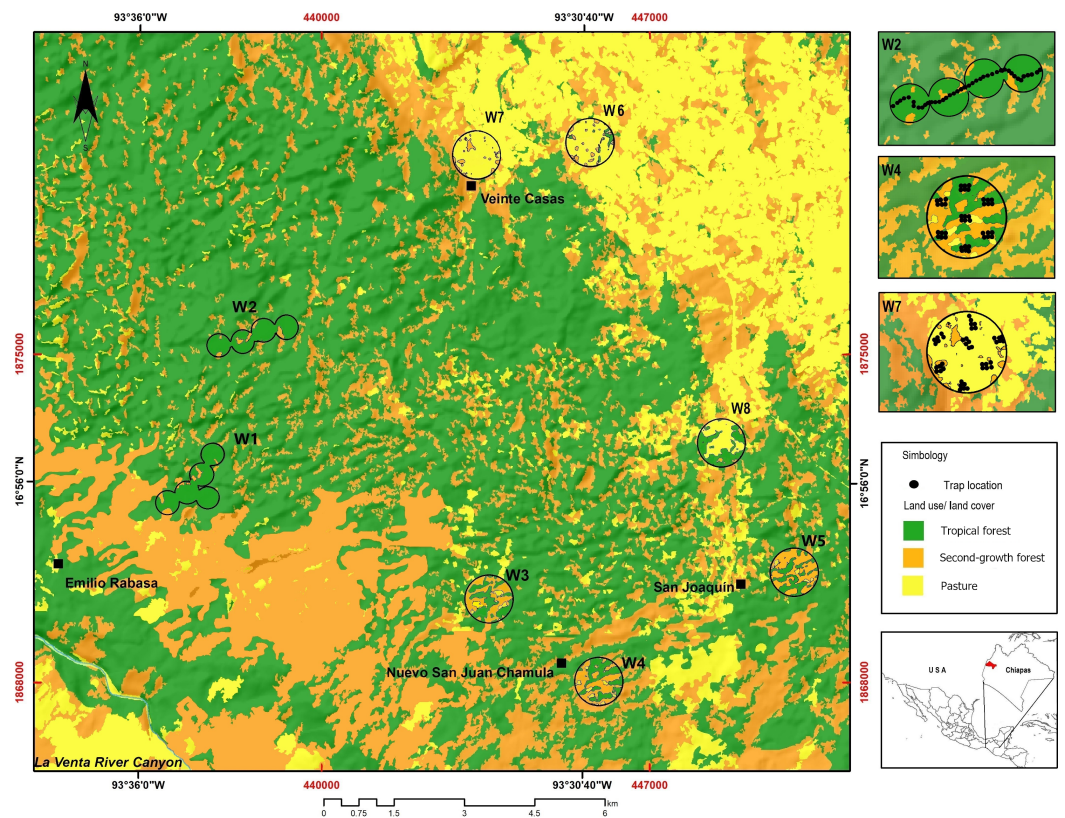 93°36'0"W 440000 93°30'40"W 447000
N
S
W7
W6
Veinte Casas
W2
W8
W1
W3
W5
W4
Emilio Rabasa
San Joaquín
Nuevo San Juan Chamula
La Venta River Canyon
1875000
16°56'0"N
1868000
1875000
16°56'0"N
1868000
93°36'0"W 440000 93°30'40"W 447000
0 0.75 1.5 3 4.5 6 km
W2
W4
W7
Simbology
Trap location
Land use/ land cover
Tropical forest
Second-growth forest
Pasture
U S A
Chiapas